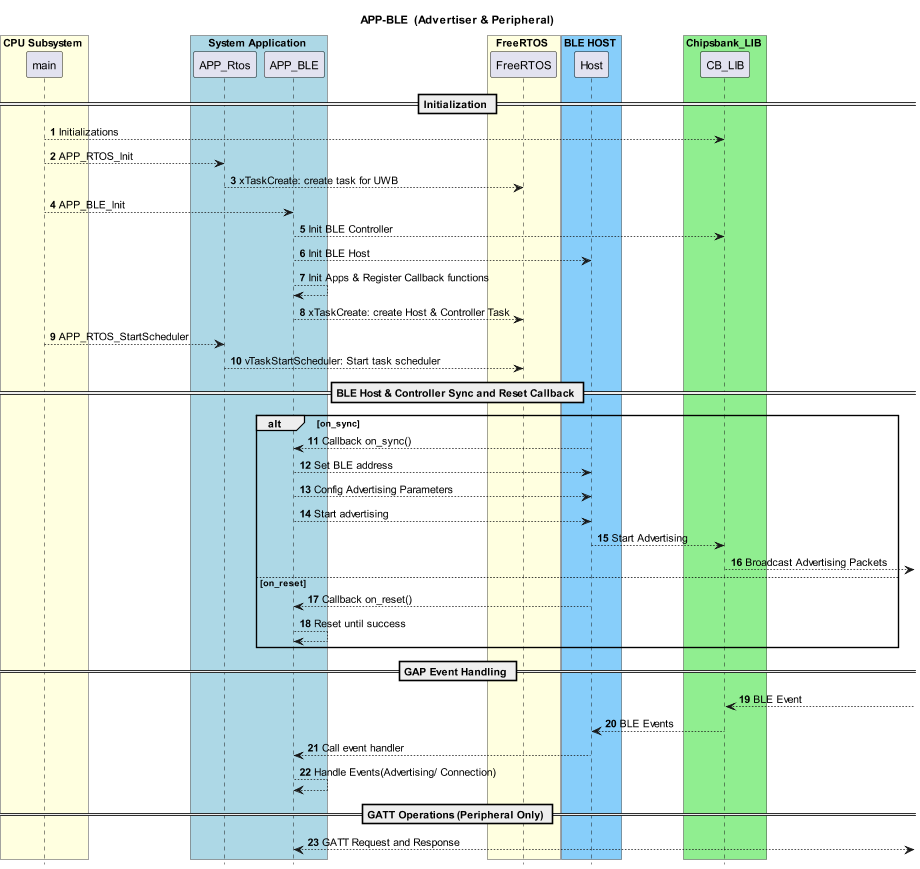 APP-BLE (Advertiser & Peripheral)
CPU Subsystem
System Application
FreeRTOS
BLE HOST
Chipsbank_LIB
main
APP_Rtos
APP_BLE
FreeRTOS
Host
CB_LIB
Initialization
1 Initializations
2 APP_RTOS_Init
3 xTaskCreate: create task for UWB
4 APP_BLE_Init
5 Init BLE Controller
6 Init BLE Host
7 Init Apps & Register Callback functions
8 xTaskCreate: create Host & Controller Task
9 APP_RTOS_StartScheduler
10 vTaskStartScheduler: Start task scheduler
BLE Host & Controller Sync and Reset Callback
alt [on_sync]
11 Callback on_sync()
12 Set BLE address
13 Config Advertising Parameters
14 Start advertising
15 Start Advertising
16 Broadcast Advertising Packets
[on_reset]
17 Callback on_reset()
18 Reset until success
GAP Event Handling
19 BLE Event
20 BLE Events
21 Call event handler
22 Handle Events(Advertising/ Connection)
GATT Operations (Peripheral Only)
23 GATT Request and Response